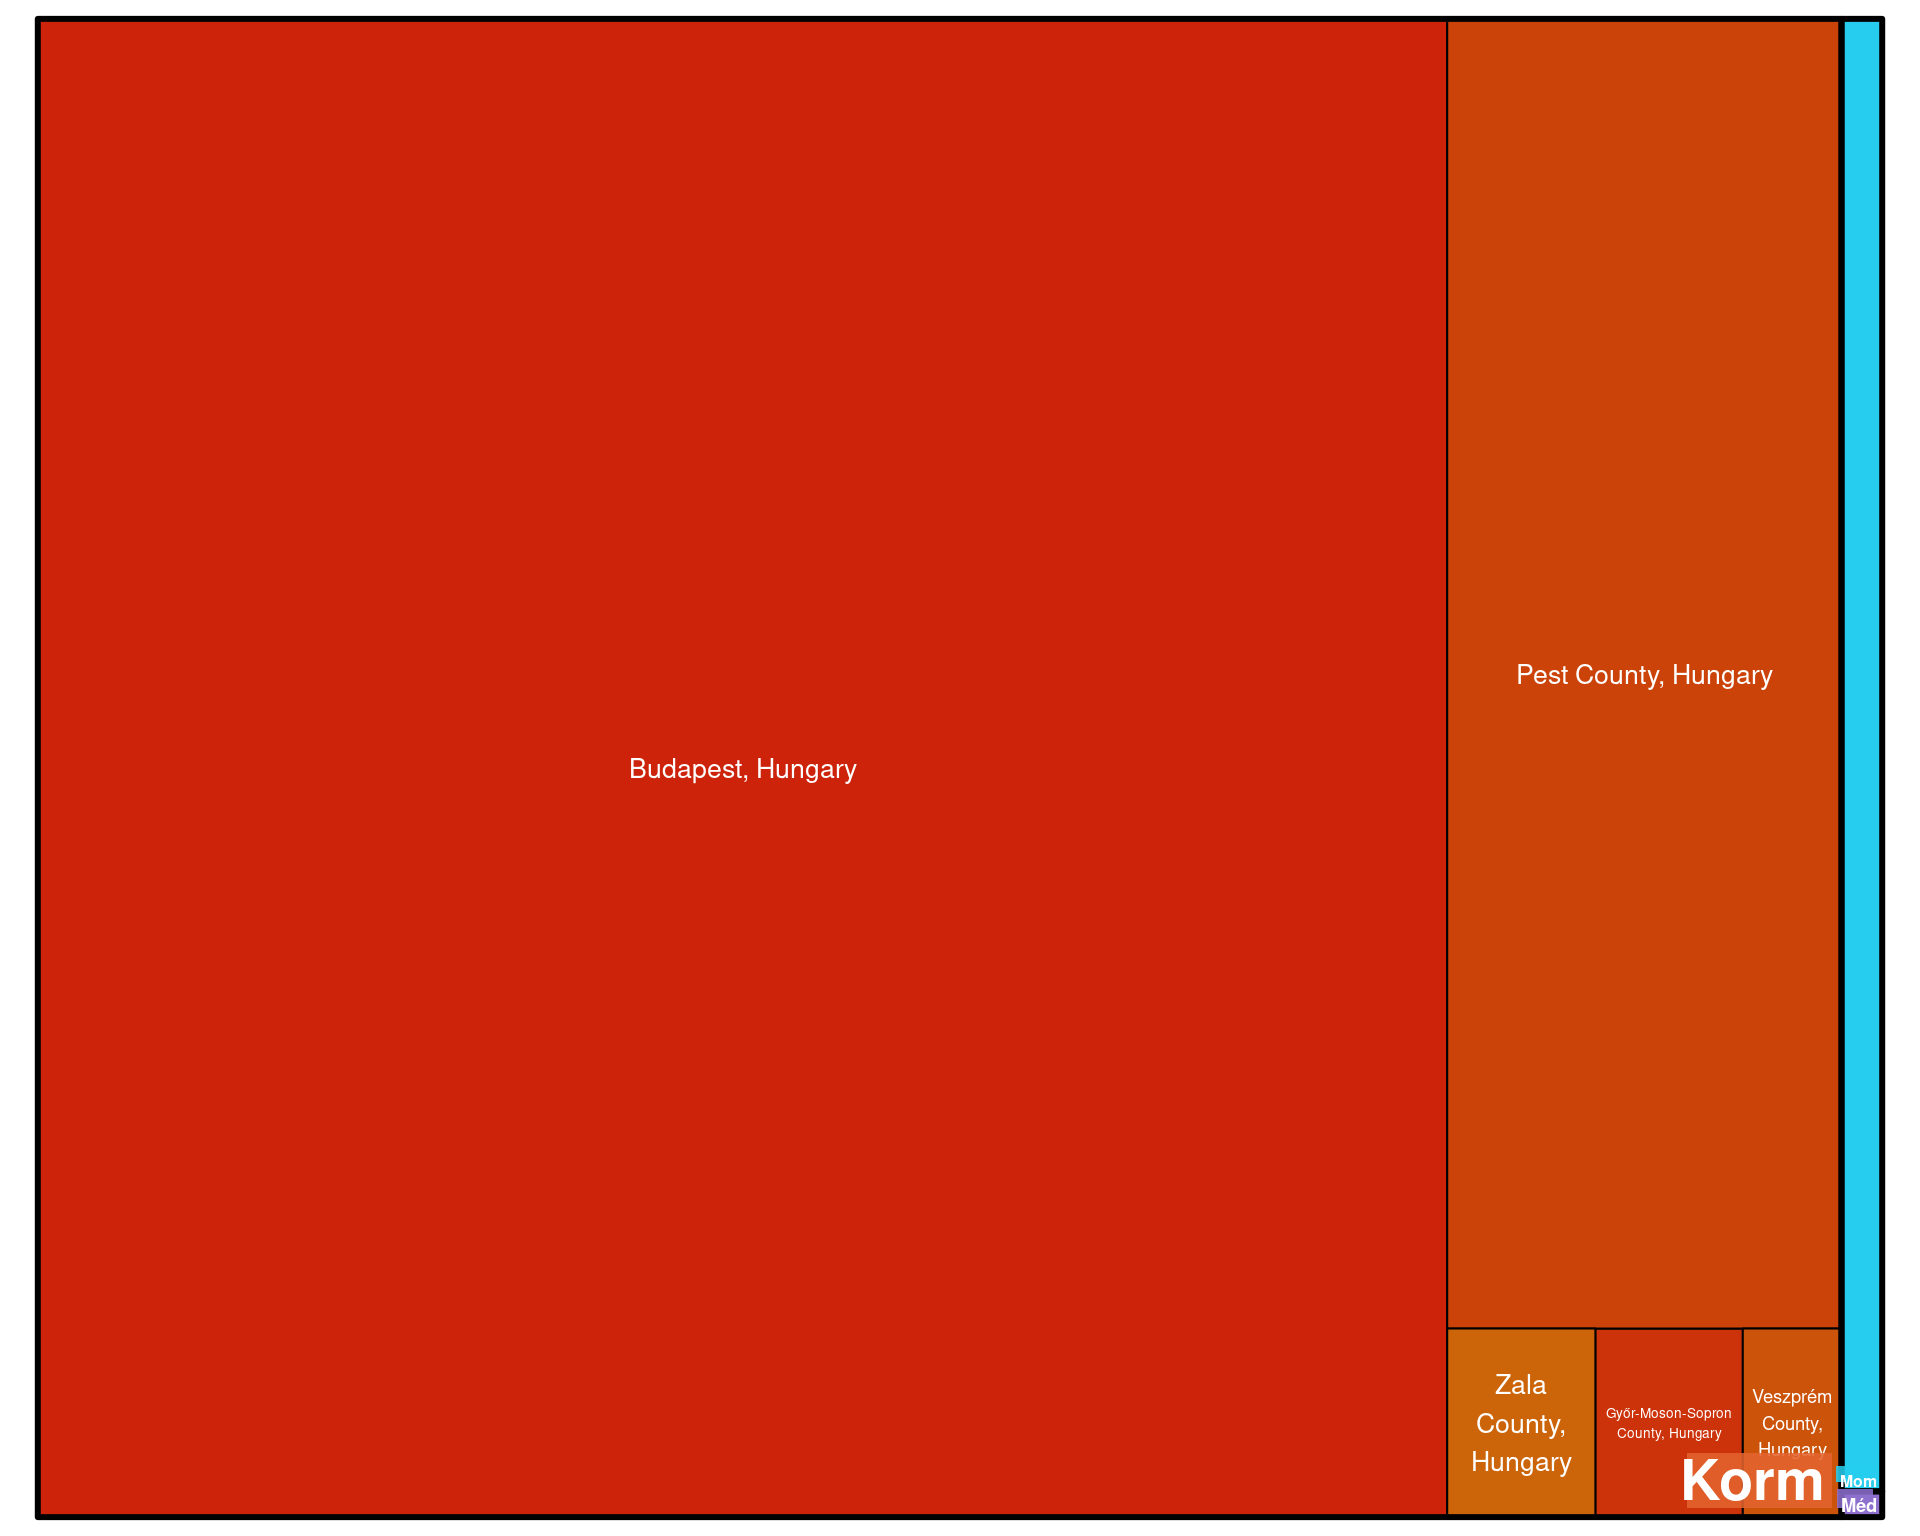 Budapest, Hungary
Pest County, Hungary
Zala
County,
Hungary
Győr-Moson-Sopron
County, Hungary
Veszprém
County,
Hungary
Korm
Mom
Méd